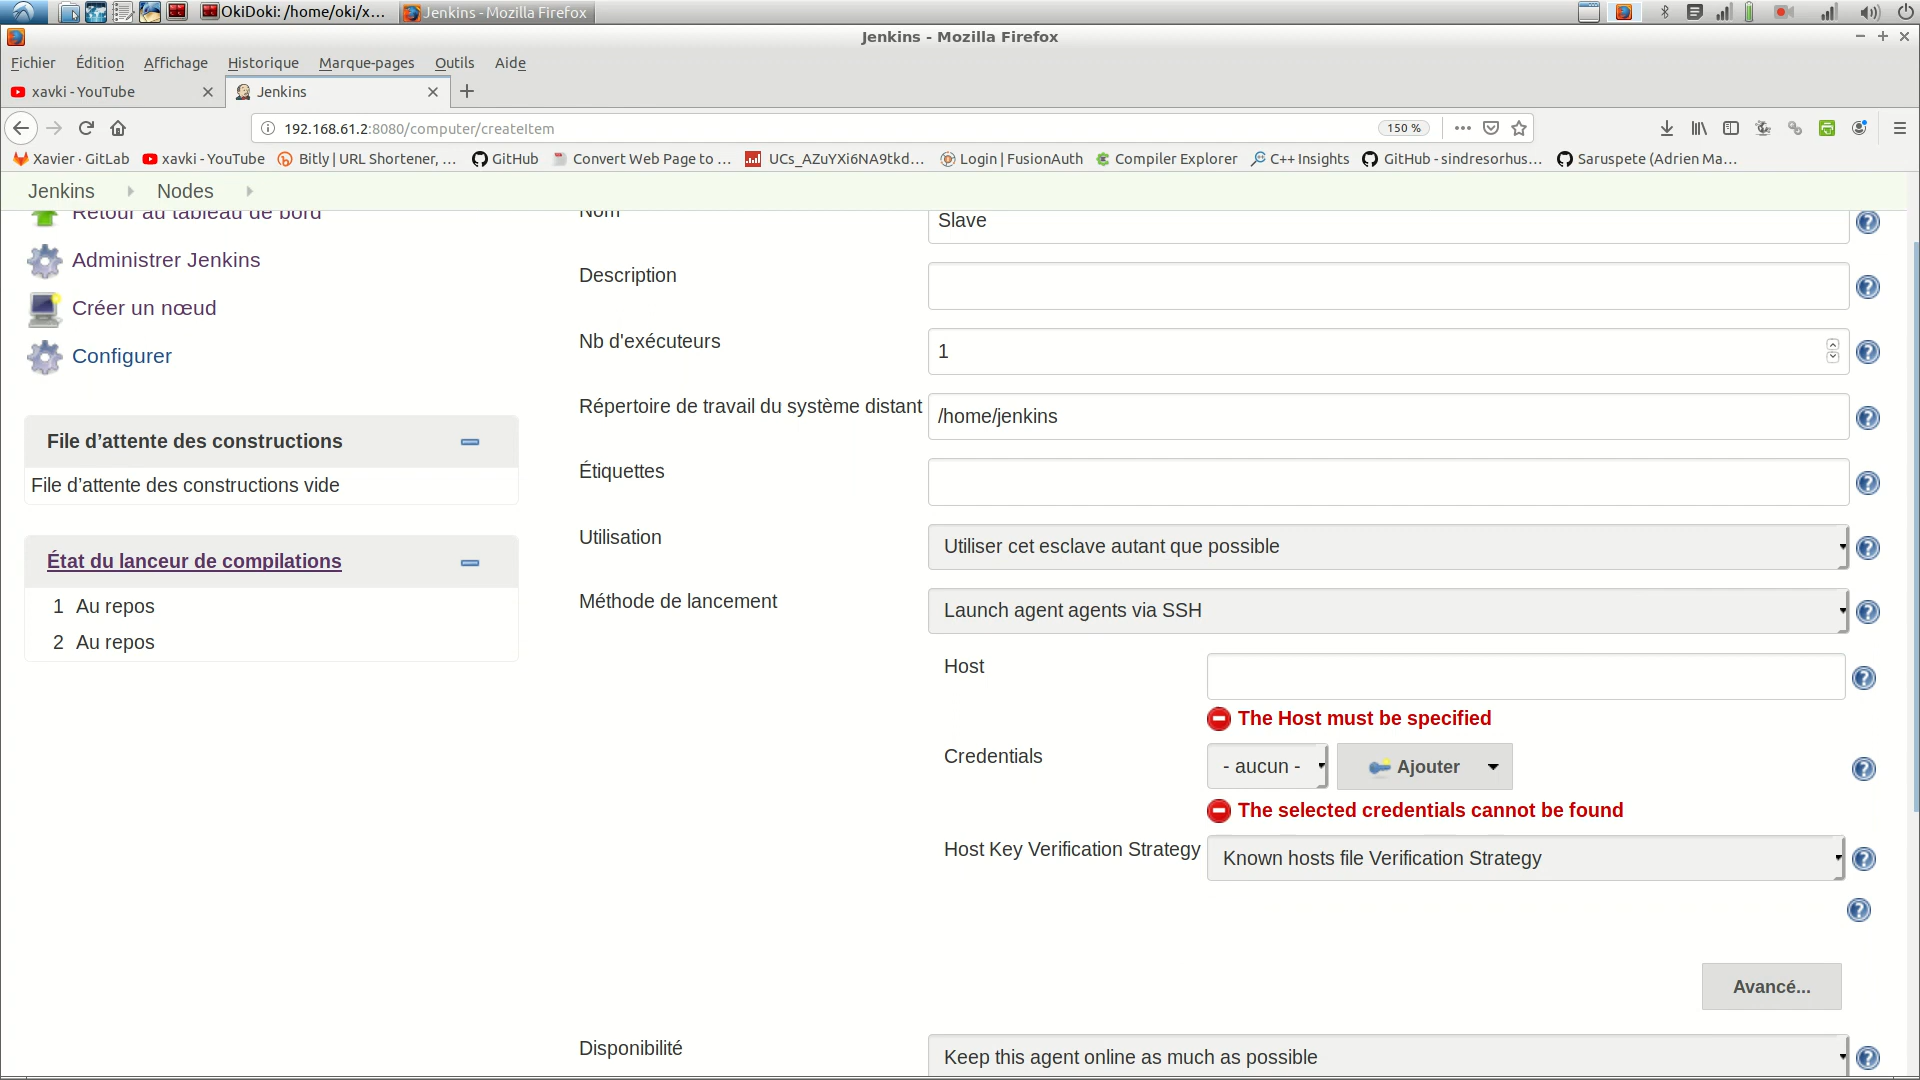 OkiDoki: /home/oki/x...
Jenkins - Mozilla Firefox
Jenkins - Mozilla Firefox
Fichier Édition Affichage Historique Marque-pages Outils Aide
xavki - YouTube
Jenkins
192.168.61.2:8080/computer/createItem
150 %
Xavier · GitLab
xavki - YouTube
Bitly | URL Shortener, ...
GitHub
Convert Web Page to ...
UCs_AZuYXi6NA9tkd...
Login | FusionAuth
Compiler Explorer
C++ Insights
GitHub - sindresorhus...
Saruspete (Adrien Ma...
Jenkins
Nodes
Retour au tableau de bord
Administrer Jenkins
Créer un nœud
Configurer
File d’attente des constructions
File d’attente des constructions vide
État du lanceur de compilations
1 Au repos
2 Au repos
Nom
Slave
Description
Nb d'exécuteurs
1
Répertoire de travail du système distant
/home/jenkins
Étiquettes
Utilisation
Utiliser cet esclave autant que possible
Méthode de lancement
Launch agent agents via SSH
Host
The Host must be specified
Credentials
- aucun -
Ajouter
The selected credentials cannot be found
Host Key Verification Strategy
Known hosts file Verification Strategy
Avancé...
Disponibilité
Keep this agent online as much as possible